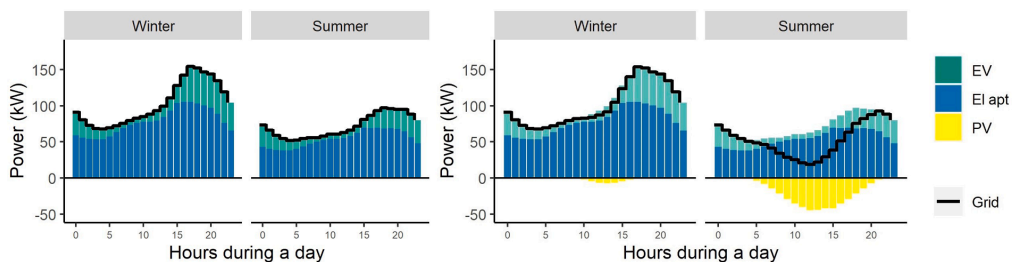 Winter Summer Winter Summer
Power (kW)
150
100
50
0
-50
0 5 10 15 20 0 5 10 15 20
Hours during a day
Power (kW)
150
100
50
0
-50
0 5 10 15 20 0 5 10 15 20
Hours during a day
EV
El apt
PV
Grid